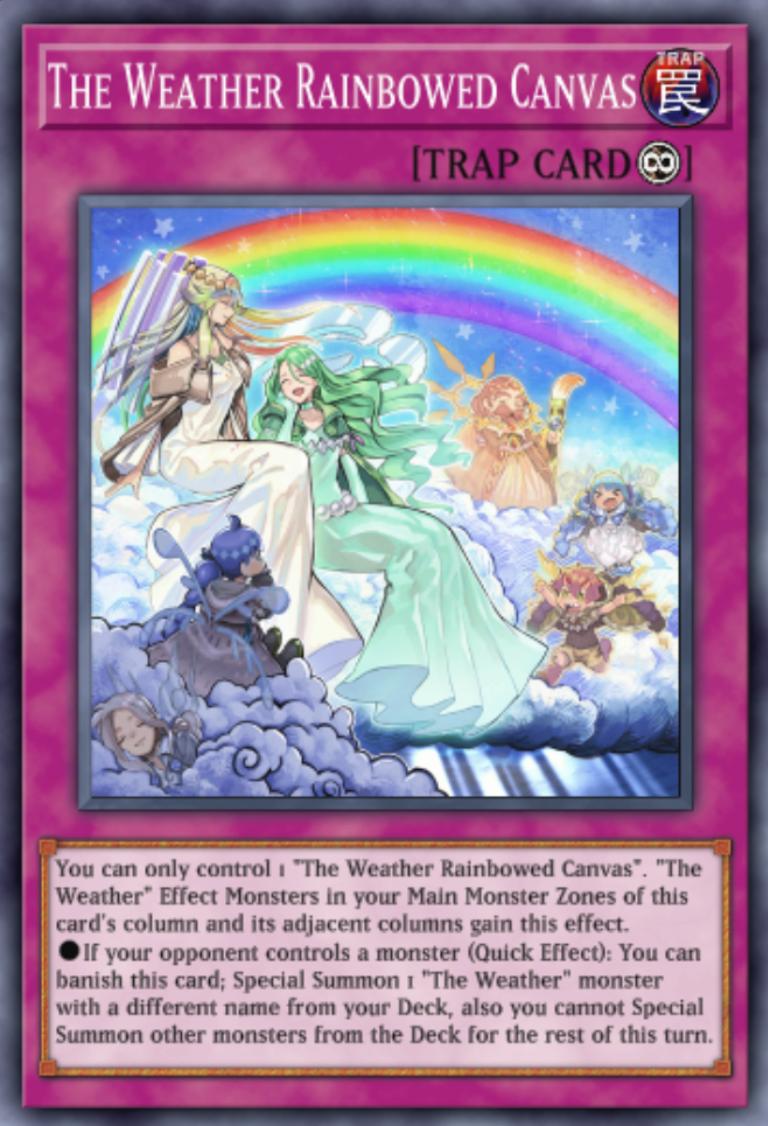 THE WEATHER RAINBOWED CANVAS
TRAP
罠
[TRAP CARD]
You can only control 1 "The Weather Rainbowed Canvas". "The
Weather" Effect Monsters in your Main Monster Zones of this
card's column and its adjacent columns gain this effect.
●If your opponent controls a monster (Quick Effect): You can
banish this card; Special Summon 1 "The Weather" monster
with a different name from your Deck, also you cannot Special
Summon other monsters from the Deck for the rest of this turn.